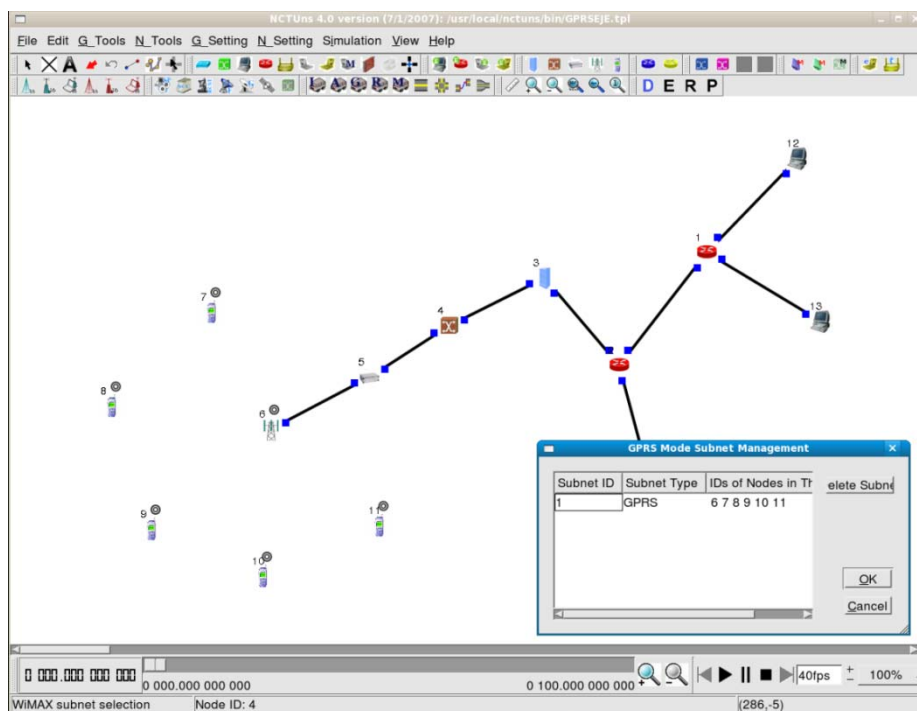 NCTUns 4.0 version (7/1/2007): /usr/local/nctuns/bin/GPRSEJE.tpl
File Edit G_Tools N_Tools G_Setting N_Setting Simulation View Help
D E R P
12
1
3
13
7
4
5
8
6
9
11
10
GPRS Mode Subnet Management
Subnet ID Subnet Type IDs of Nodes in Th
elete Subne
1 GPRS 6 7 8 9 10 11
OK
Cancel
0 000.000 000 000
0 000.000 000 000
0 100.000 000 000
40fps
100%
WiMAX subnet selection
Node ID: 4
(286,-5)